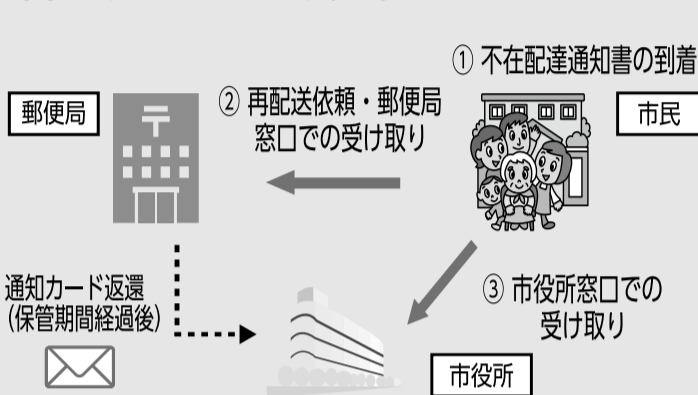 ① 不在配達通知書の到着
郵便局
② 再配送依頼・郵便局
窓口での受け取り
市民
〒
通知カード返還
(保管期間経過後)
③ 市役所窓口での
受け取り
市役所